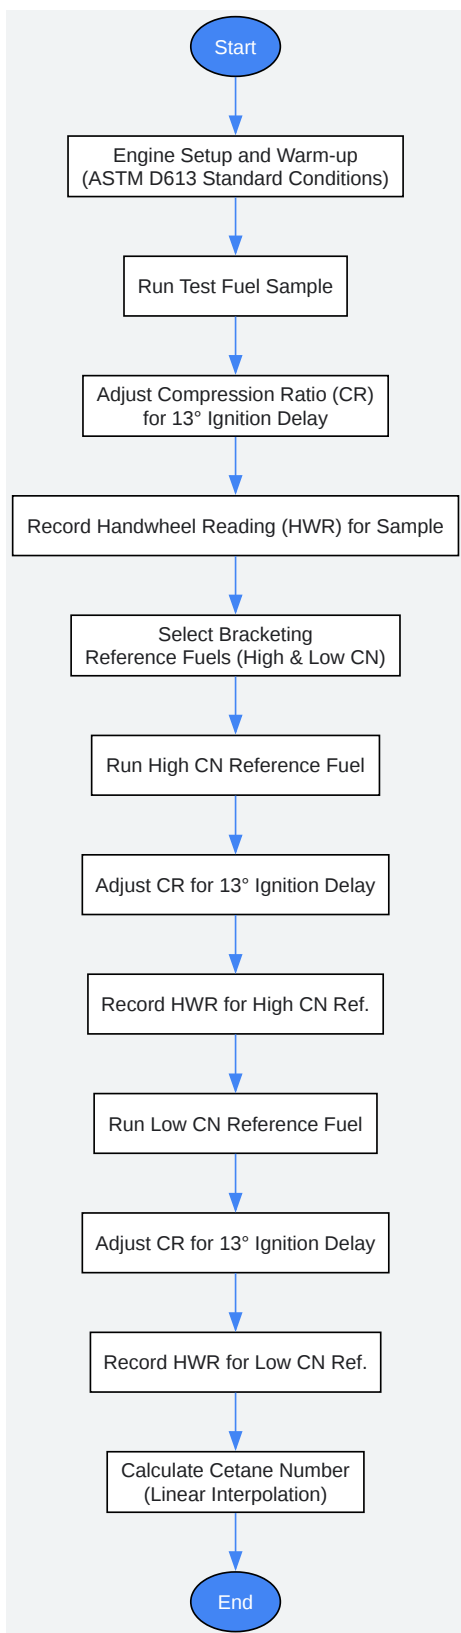 Start
Engine Setup and Warm-up
(ASTM D613 Standard Conditions)
Run Test Fuel Sample
Adjust Compression Ratio (CR)
for 13° Ignition Delay
Record Handwheel Reading (HWR) for Sample
Select Bracketing
Reference Fuels (High & Low CN)
Run High CN Reference Fuel
Adjust CR for 13° Ignition Delay
Record HWR for High CN Ref.
Run Low CN Reference Fuel
Adjust CR for 13° Ignition Delay
Record HWR for Low CN Ref.
Calculate Cetane Number
(Linear Interpolation)
End